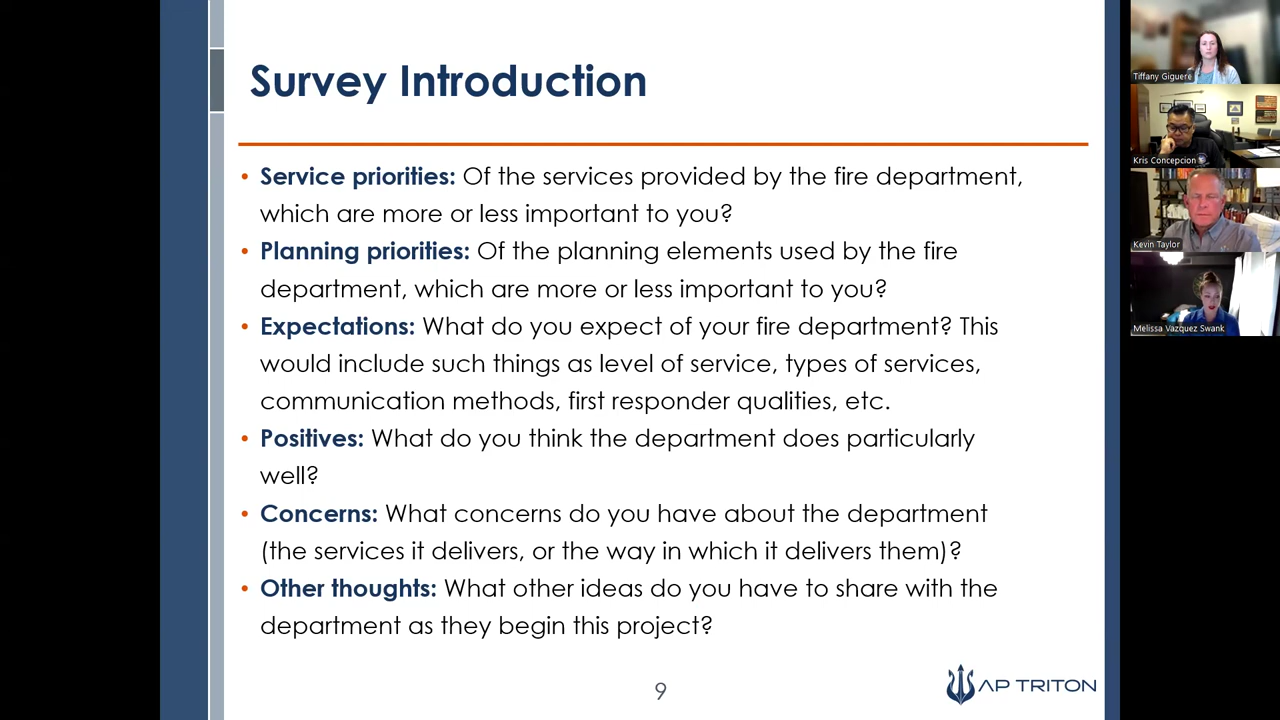 Survey Introduction
• Service priorities: Of the services provided by the fire department,
which are more or less important to you?
• Planning priorities: Of the planning elements used by the fire
department, which are more or less important to you?
• Expectations: What do you expect of your fire department? This
would include such things as level of service, types of services,
communication methods, first responder qualities, etc.
• Positives: What do you think the department does particularly
well?
• Concerns: What concerns do you have about the department
(the services it delivers, or the way in which it delivers them)?
• Other thoughts: What other ideas do you have to share with the
department as they begin this project?
9
AP TRITON
Tiffany Giguere
Kris Concepcion
Kevin Taylor
Melissa Vazquez Swank